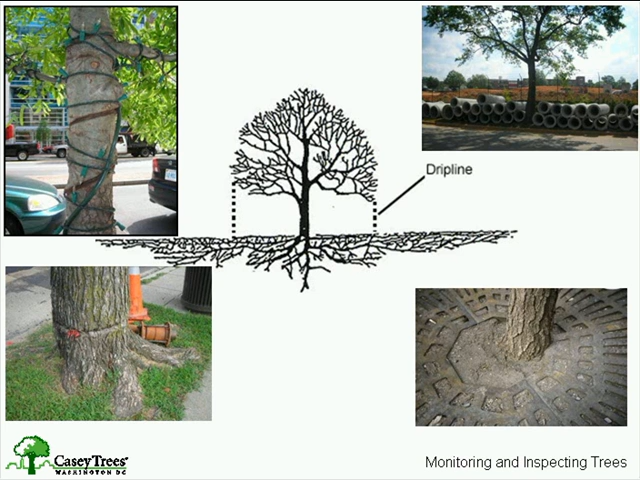 Dripline
CaseyTrees®
WASHINGTON DC
Monitoring and Inspecting Trees